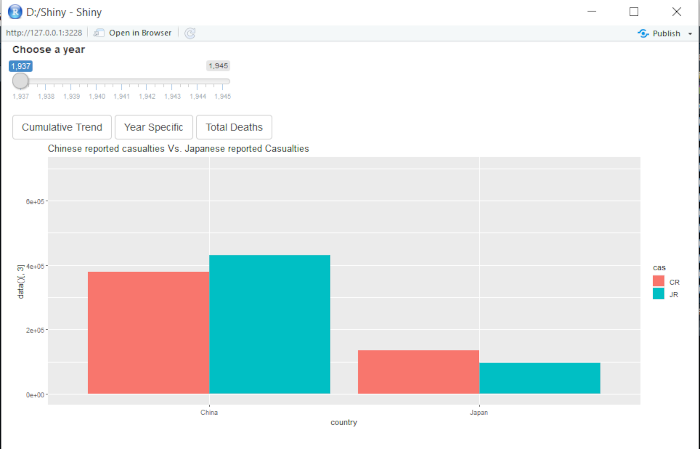 D:/Shiny - Shiny
http://127.0.0.1:3228 Open in Browser Publish
Choose a year
1,937 1,945
1,937 1,938 1,939 1,940 1,941 1,942 1,943 1,944 1,945
Cumulative Trend Year Specific Total Deaths
Chinese reported casualties Vs. Japanese reported Casualties
6e+05
4e+05
2e+05
0e+00
data()[, 3]
China Japan
country
cas
CR
JR